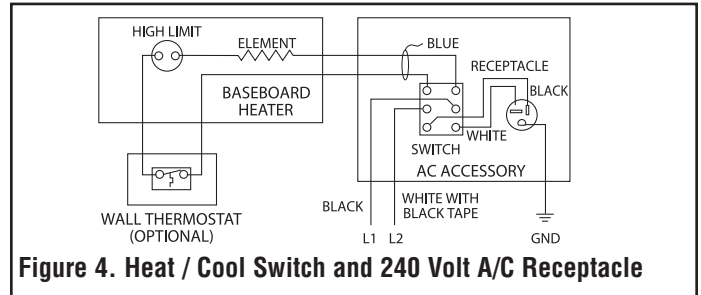 HIGH LIMIT
ELEMENT
BLUE
RECEPTACLE
BASEBOARD
HEATER
BLACK
WHITE
SWITCH
AC ACCESSORY
WALL THERMOSTAT
(OPTIONAL)
BLACK
WHITE WITH
BLACK TAPE
L1 L2
GND
Figure 4. Heat / Cool Switch and 240 Volt A/C Receptacle